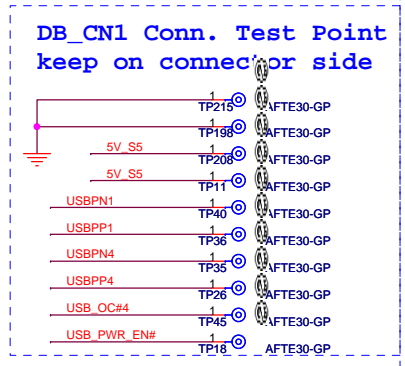 DB_CN1 Conn. Test Point
keep on connector side
1
TP215 AFTE30-GP
1
TP198 AFTE30-GP
5V_S5 1
TP208 AFTE30-GP
5V_S5 1
TP11 AFTE30-GP
USBPN1 1
TP40 AFTE30-GP
USBPP1 1
TP36 AFTE30-GP
USBPN4 1
TP35 AFTE30-GP
USBPP4 1
TP26 AFTE30-GP
USB_OC#4 1
TP45 AFTE30-GP
USB_PWR_EN# 1
TP18 AFTE30-GP